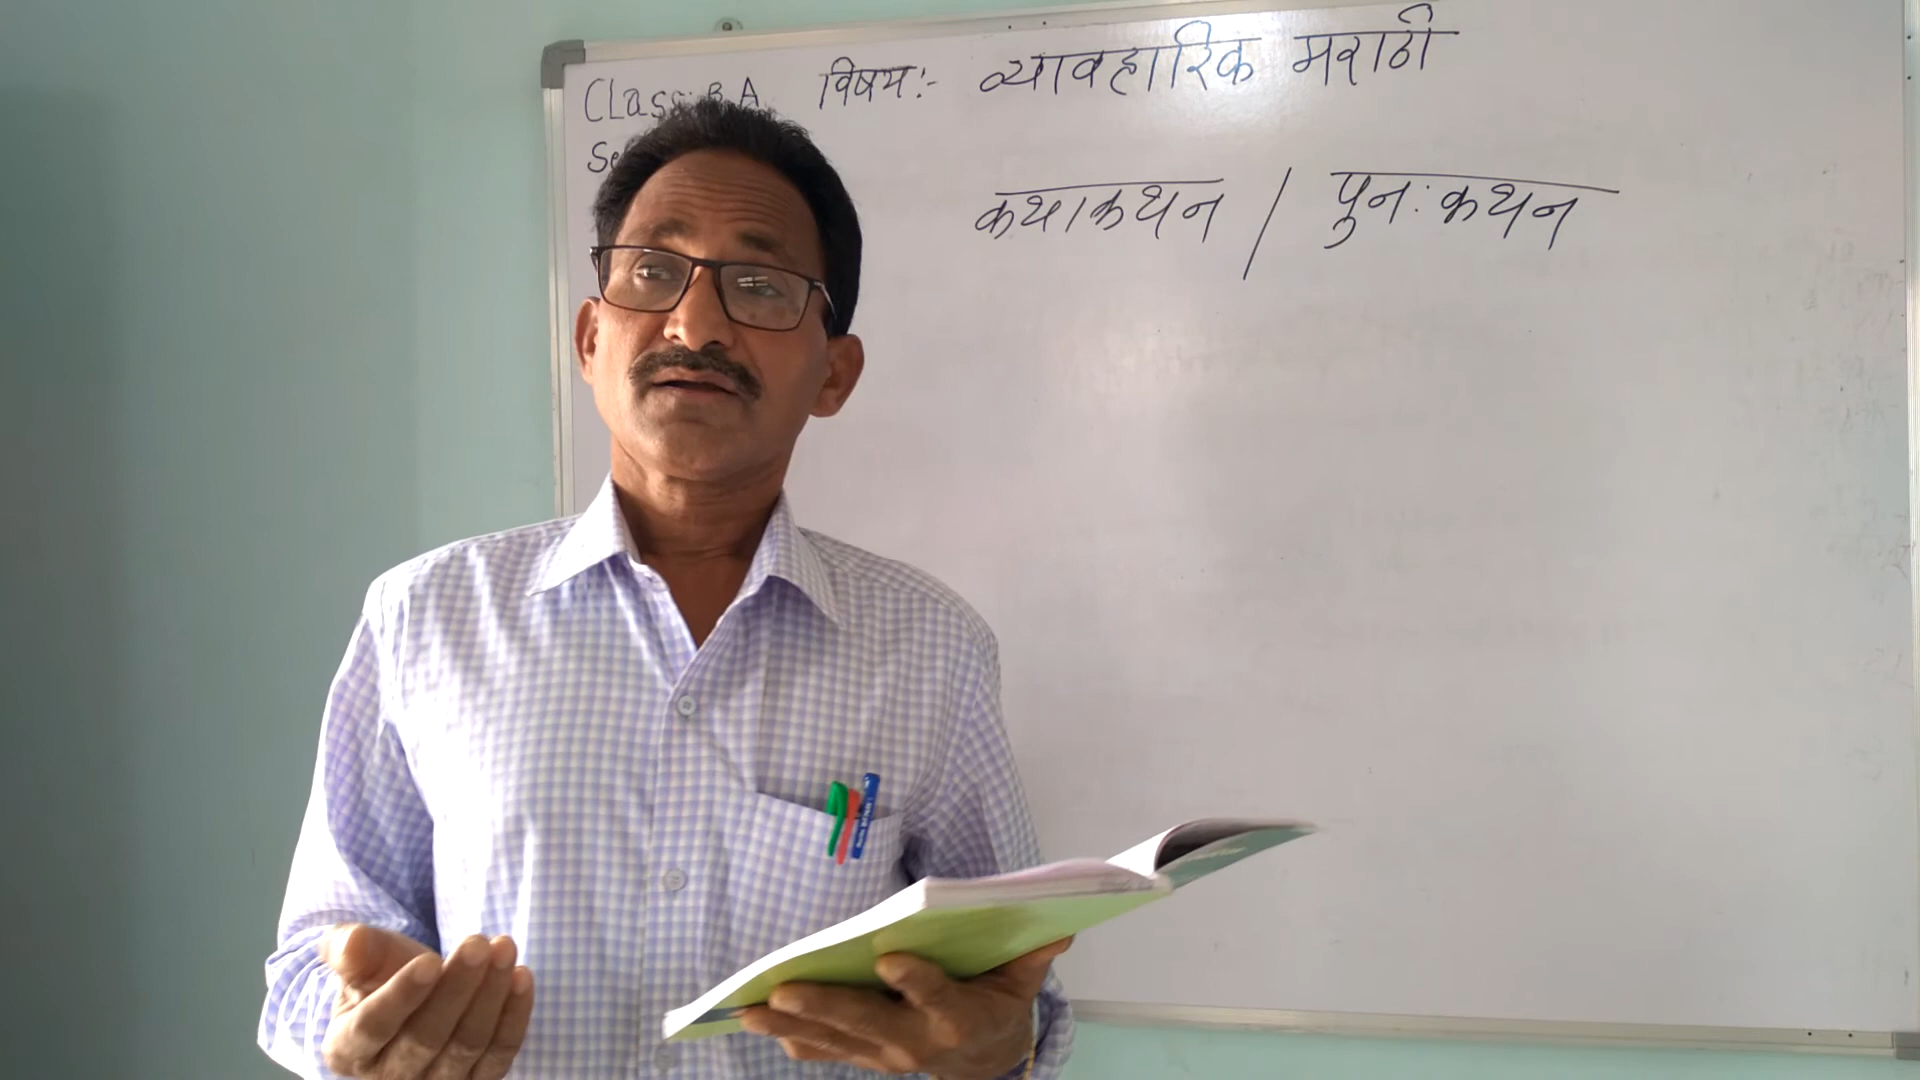 Class: B.A विषय:- व्यावहारिक मराठी
कथाकथन / पुनःकथन